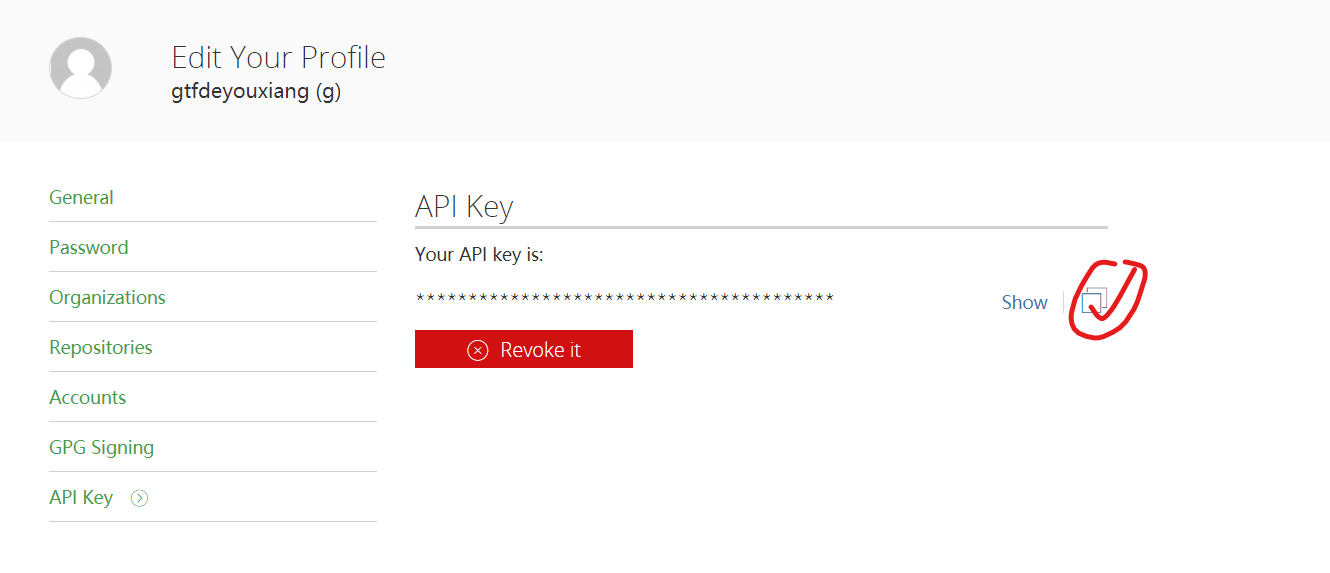 Edit Your Profile
gtfdeyouxiang (g)
General
Password
Organizations
Repositories
Accounts
GPG Signing
API Key
API Key
Your API key is:
****************************************
Show
Revoke it